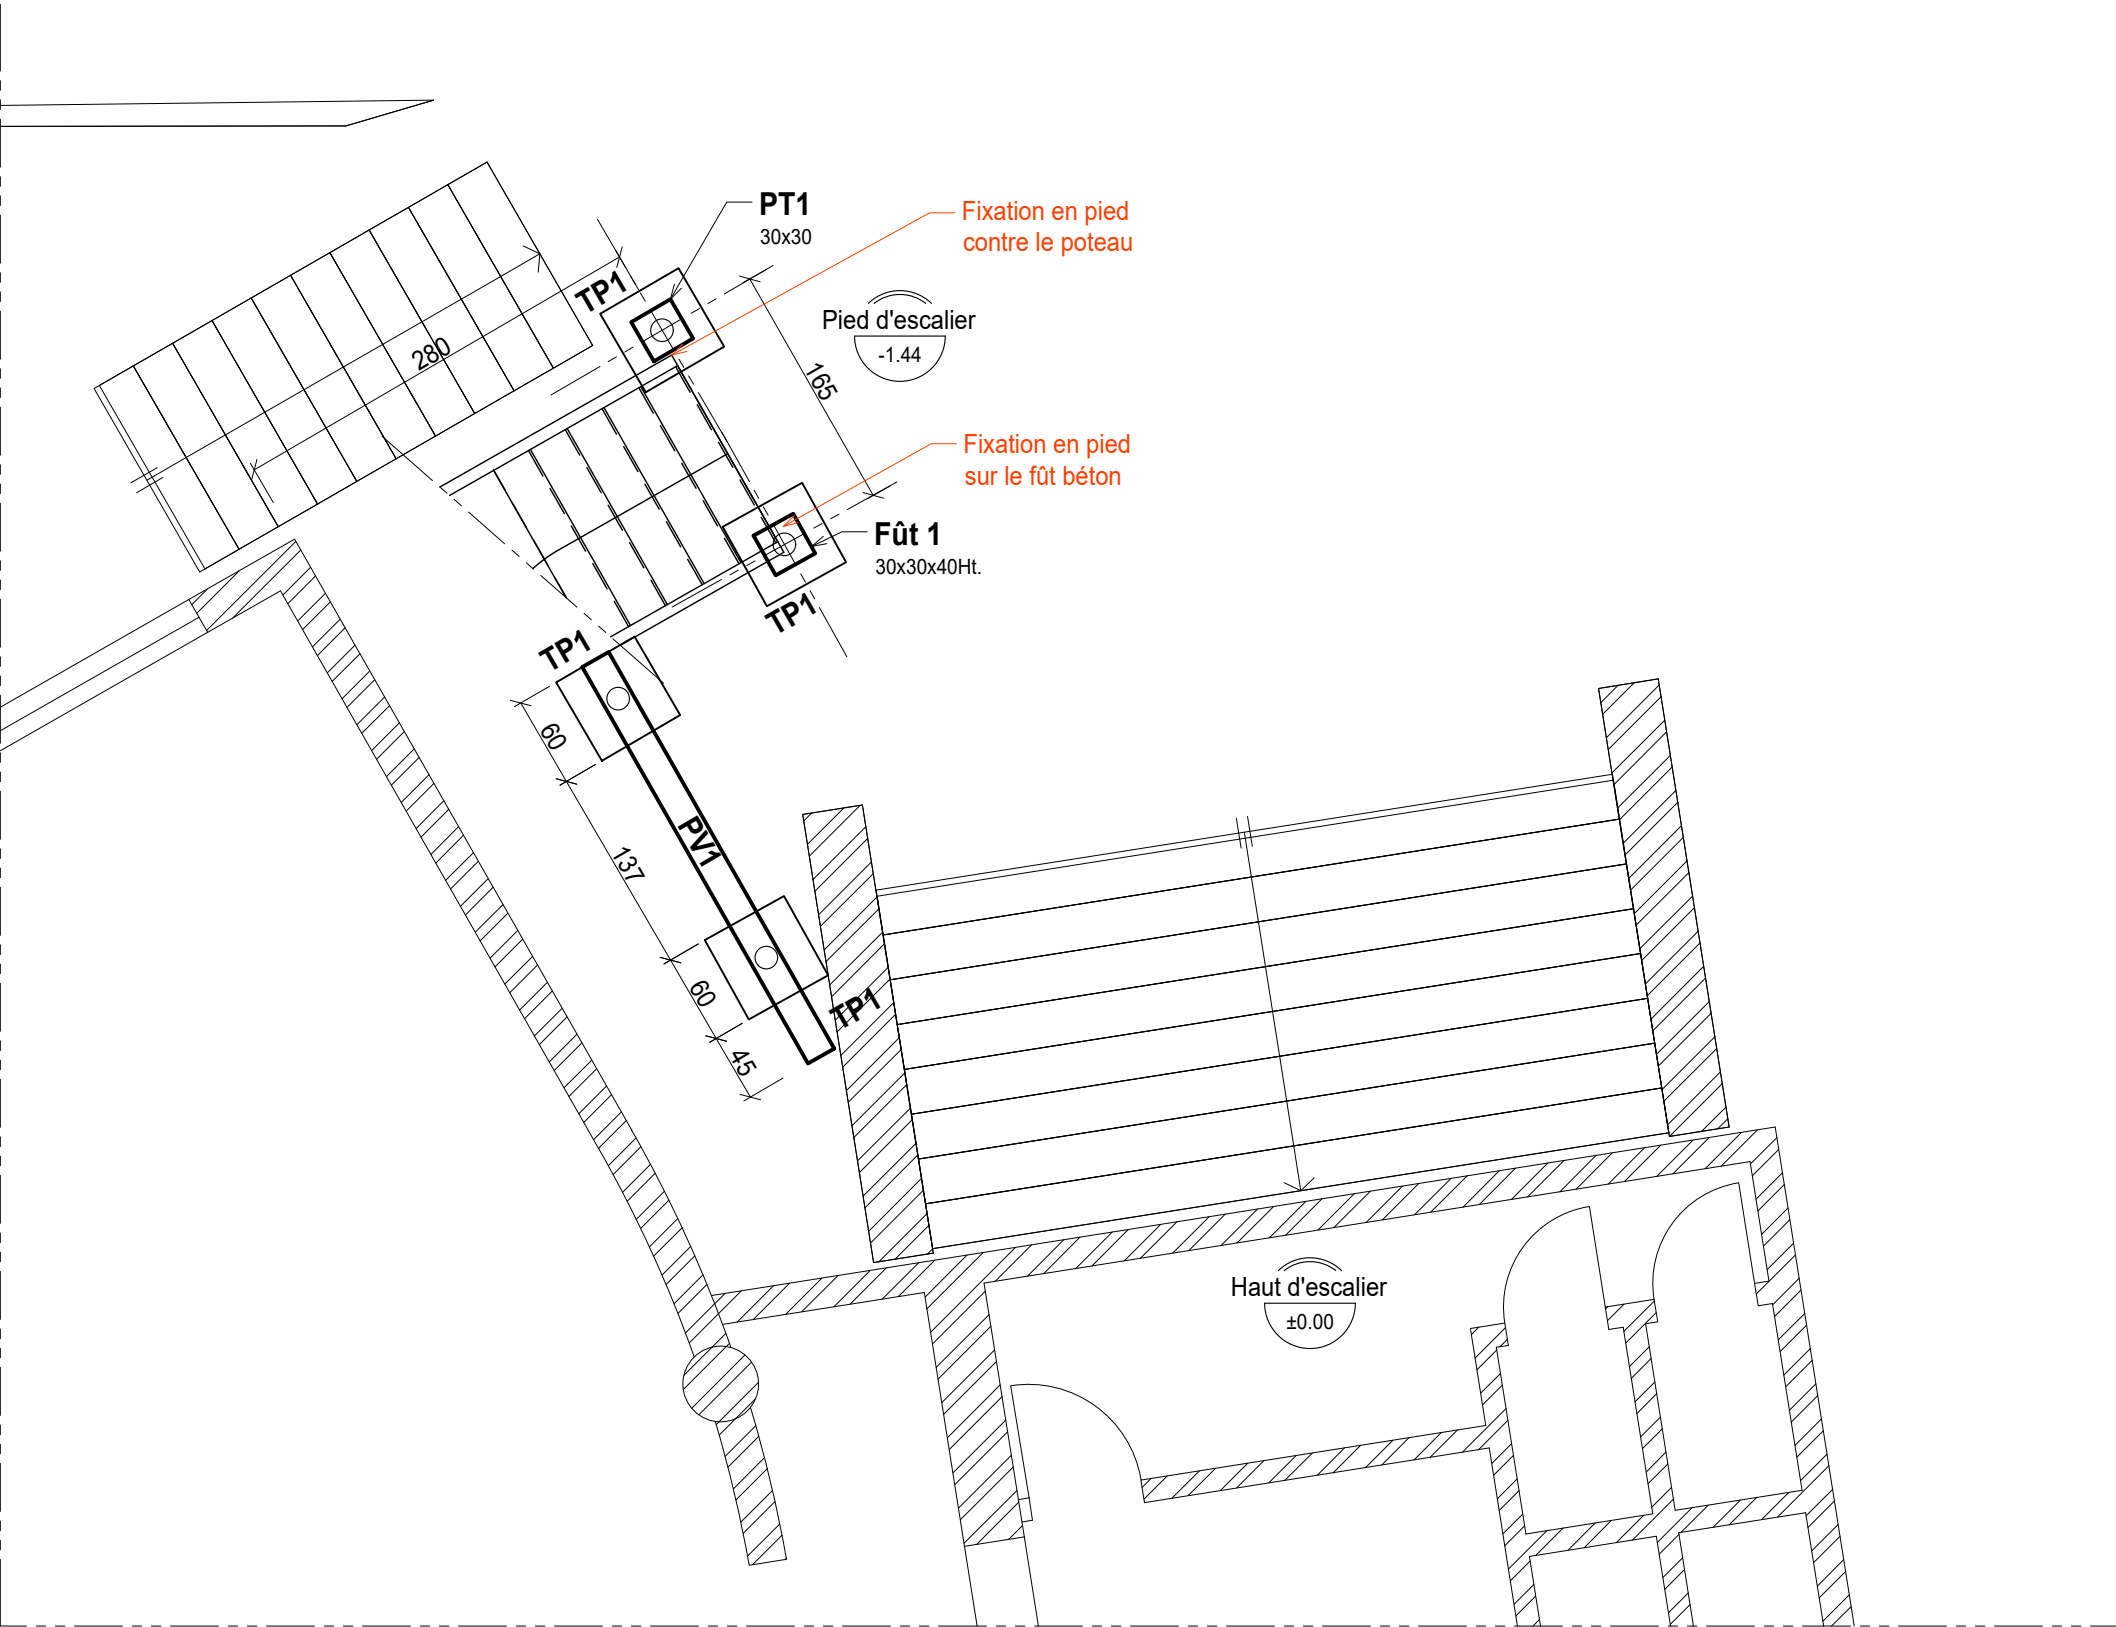 PT1
30x30
Fixation en pied
contre le poteau
TP1
Pied d'escalier
-1.44
280
165
Fixation en pied
sur le fût béton
Fût 1
30x30x40Ht.
TP1
TP1
60
137
PV1
60
TP1
45
Haut d'escalier
±0.00